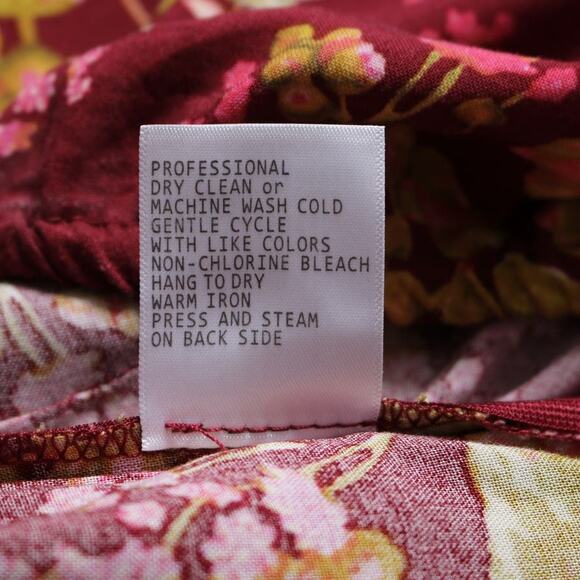 PROFESSIONAL
DRY CLEAN or
MACHINE WASH COLD
GENTLE CYCLE
WITH LIKE COLORS
NON-CHLORINE BLEACH
HANG TO DRY
WARM IRON
PRESS AND STEAM
ON BACK SIDE